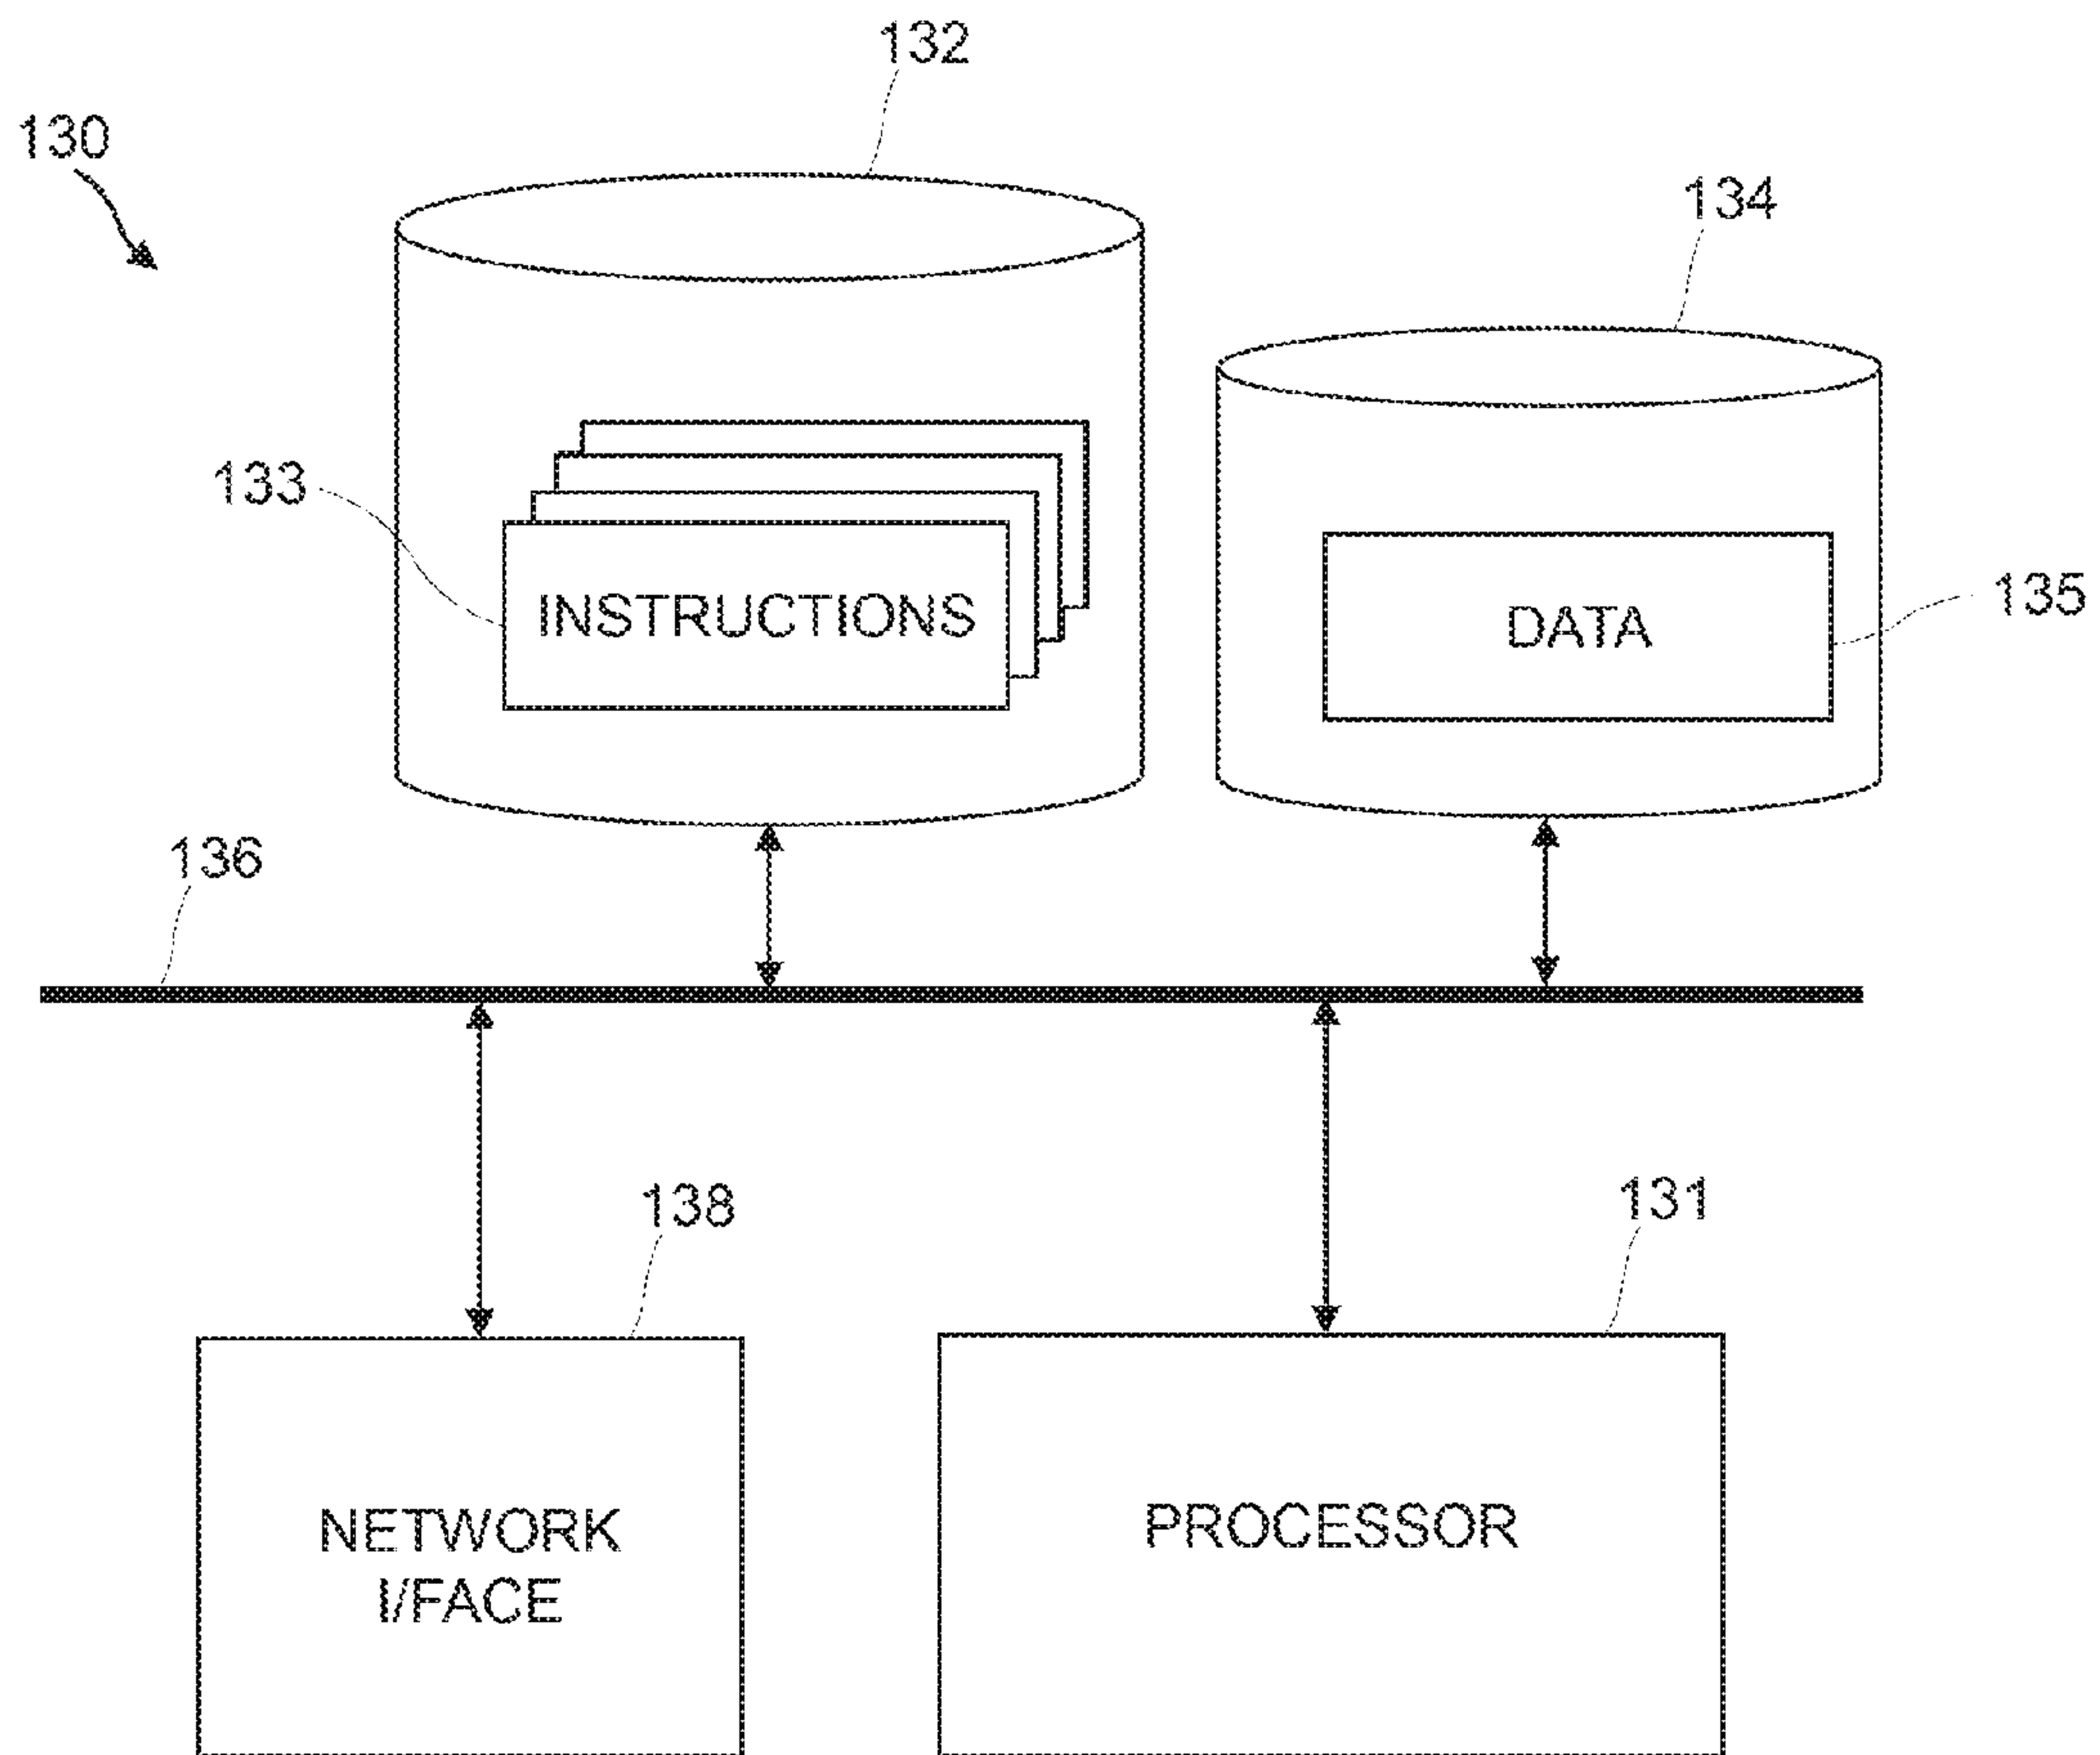 132
130
134
133
INSTRUCTIONS
DATA
135
136
138
131
NETWORK
I/FACE
PROCESSOR